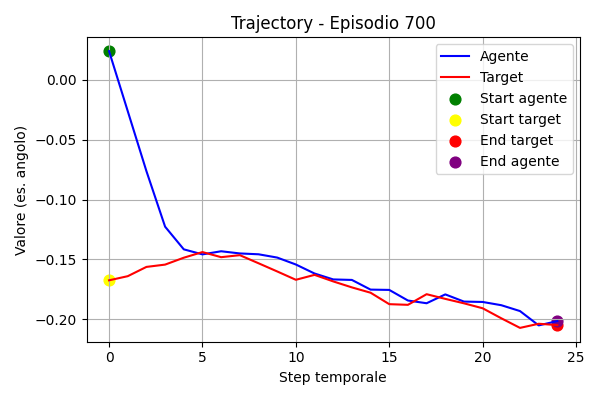 Trajectory - Episodio 700
Agente
Target
Start agente
Start target
End target
End agente
Valore (es. angolo)
0.00
−0.05
−0.10
−0.15
−0.20
0 5 10 15 20 25
Step temporale